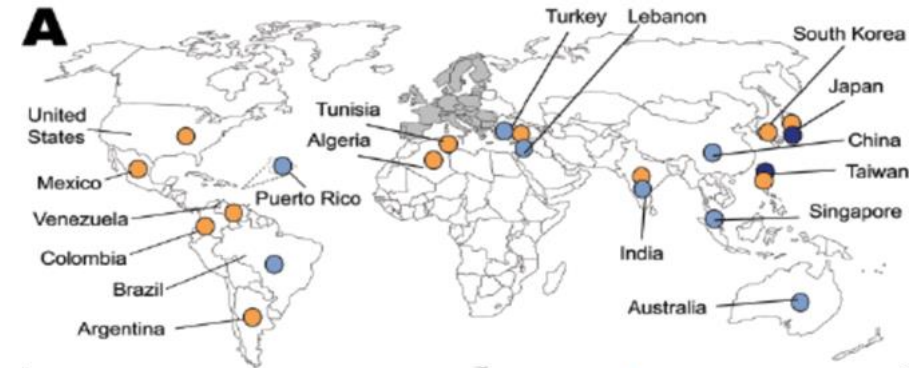 A
Turkey
Lebanon
South Korea
Japan
Tunisia
Algeria
United
States
China
Taiwan
Mexico
Puerto Rico
Venezuela
Singapore
Colombia
India
Brazil
Australia
Argentina